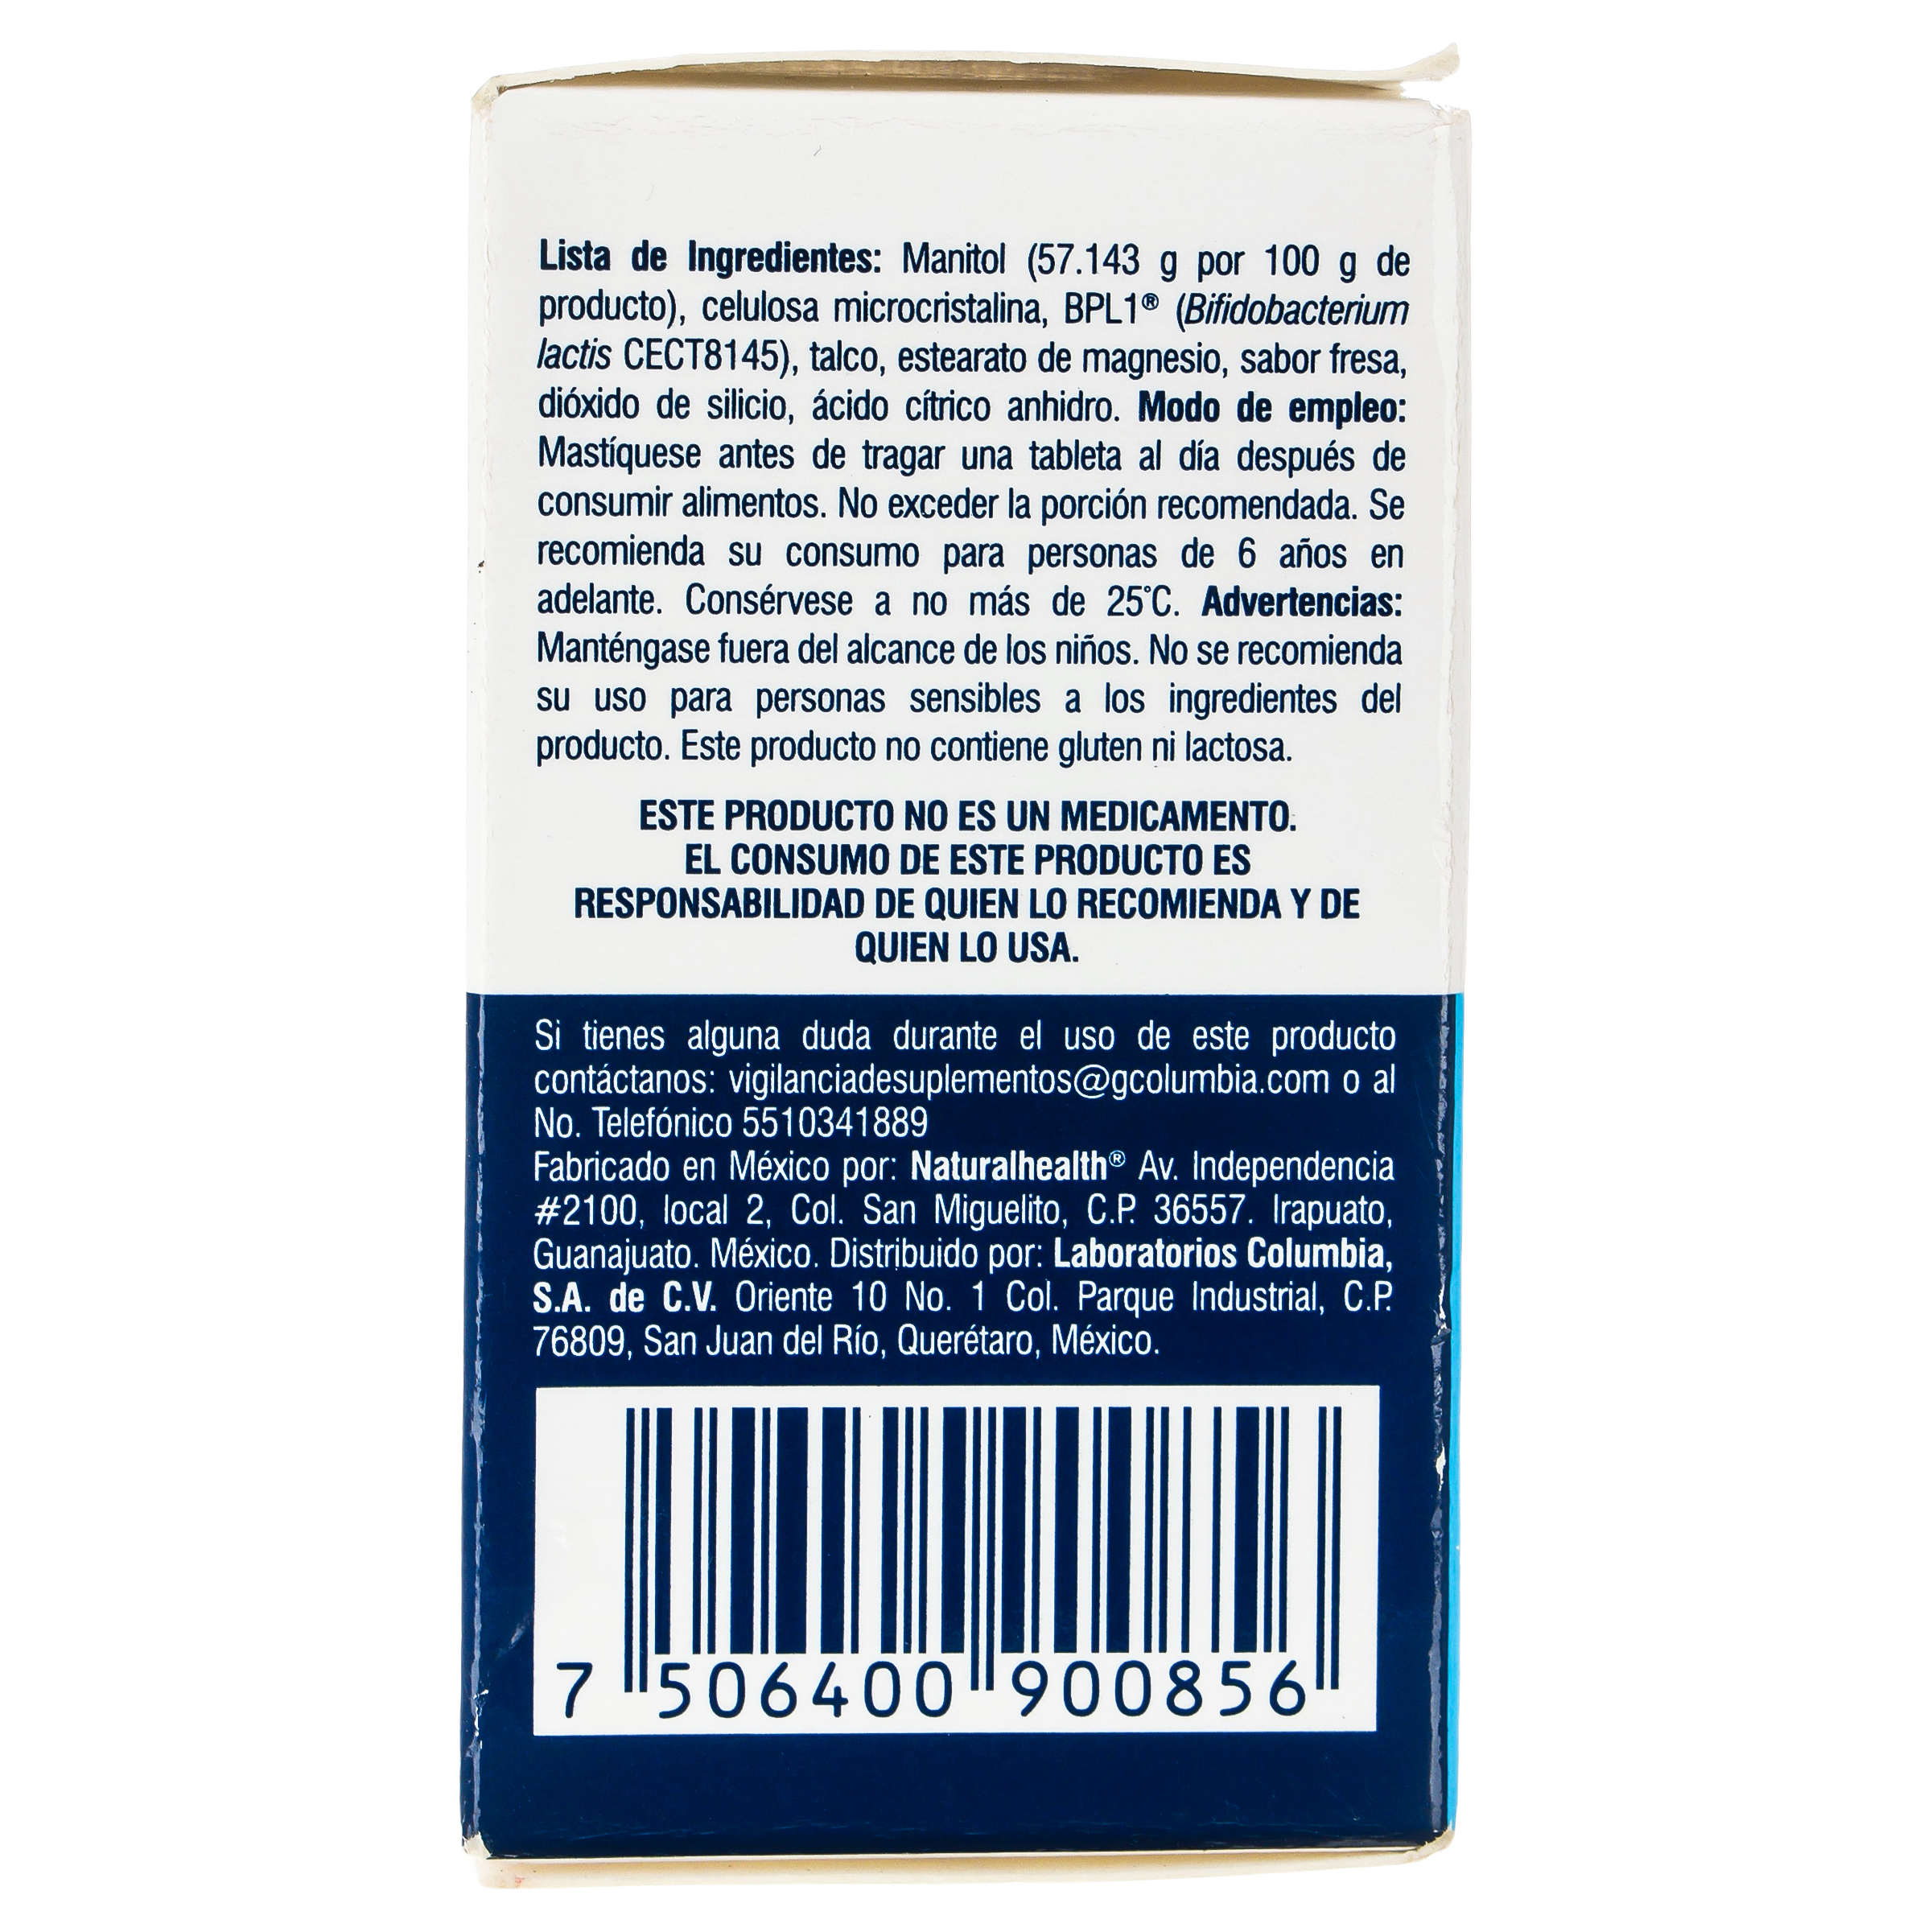 Lista de Ingredientes: Manitol (57.143 g por 100 g de
producto), celulosa microcristalina, BPL1® (Bifidobacterium
lactis CECT8145), talco, estearato de magnesio, sabor fresa,
dióxido de silicio, ácido cítrico anhidro. Modo de empleo:
Mastíquese antes de tragar una tableta al día después de
consumir alimentos. No exceder la porción recomendada. Se
recomienda su consumo para personas de 6 años en
adelante. Consérvese a no más de 25°C. Advertencias:
Manténgase fuera del alcance de los niños. No se recomienda
su uso para personas sensibles a los ingredientes del
producto. Este producto no contiene gluten ni lactosa.
ESTE PRODUCTO NO ES UN MEDICAMENTO.
EL CONSUMO DE ESTE PRODUCTO ES
RESPONSABILIDAD DE QUIEN LO RECOMIENDA Y DE
QUIEN LO USA.
Si tienes alguna duda durante el uso de este producto
contáctanos: vigilanciadesuplementos@gcolumbia.com o al
No. Telefónico 5510341889
Fabricado en México por: Naturalhealth® Av. Independencia
#2100, local 2, Col. San Miguelito, C.P. 36557. Irapuato,
Guanajuato. México. Distribuido por: Laboratorios Columbia,
S.A. de C.V. Oriente 10 No. 1 Col. Parque Industrial, C.P.
76809, San Juan del Río, Querétaro, México.
7 506400 900856